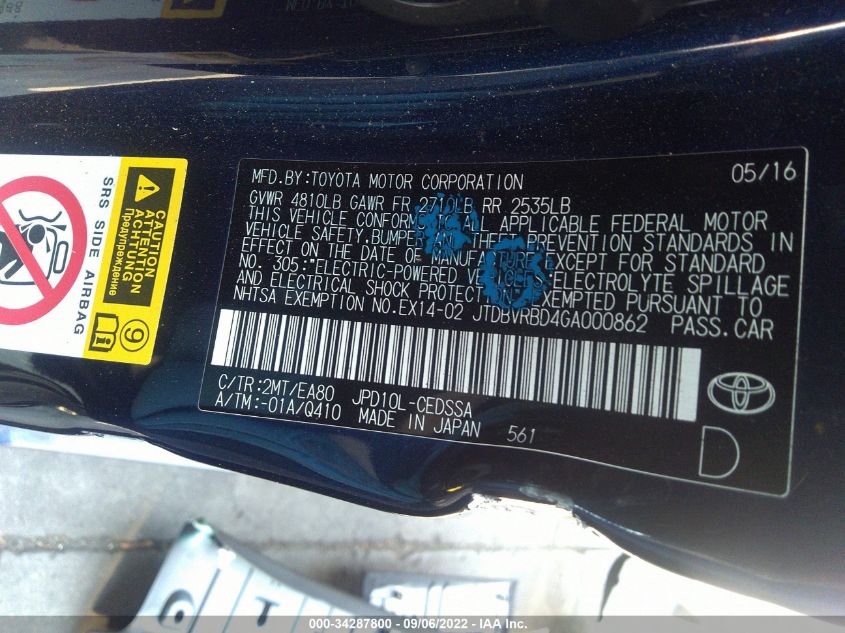 MFD.BY:TOYOTA MOTOR CORPORATION 05/16
GVWR 4810LB GAWR FR 2710LB RR 2535LB
THIS VEHICLE CONFORMS TO ALL APPLICABLE FEDERAL MOTOR
VEHICLE SAFETY, BUMPER AND THEFT PREVENTION STANDARDS IN
EFFECT ON THE DATE OF MANUFACTURE EXCEPT FOR STANDARD
NO. 305:"ELECTRIC-POWERED VEHICLES: ELECTROLYTE SPILLAGE
AND ELECTRICAL SHOCK PROTECTION" EXEMPTED PURSUANT TO
NHTSA EXEMPTION NO.EX14-02 JTDBVRBD4GA000862 PASS.CAR
C/TR:2MT/EA80 JPD10L-CEDSSA
A/TM:-01A/Q410 MADE IN JAPAN 561
D
SRS SIDE AIRBAG
CAUTION
ATTENTION
ACHTUNG
Предупреждение
9
000-34287800 - 09/06/2022 - IAA Inc.